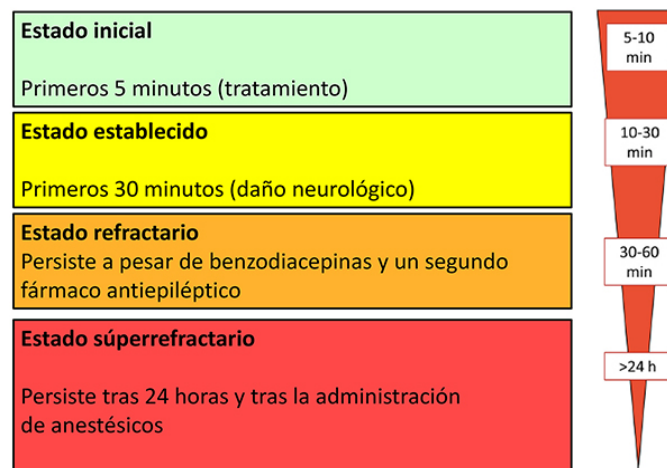 Estado inicial
Primeros 5 minutos (tratamiento)
5-10
min
Estado establecido
Primeros 30 minutos (daño neurológico)
10-30
min
Estado refractario
Persiste a pesar de benzodiacepinas y un segundo
fármaco antiepiléptico
30-60
min
Estado súperrefractario
Persiste tras 24 horas y tras la administración
de anestésicos
>24 h